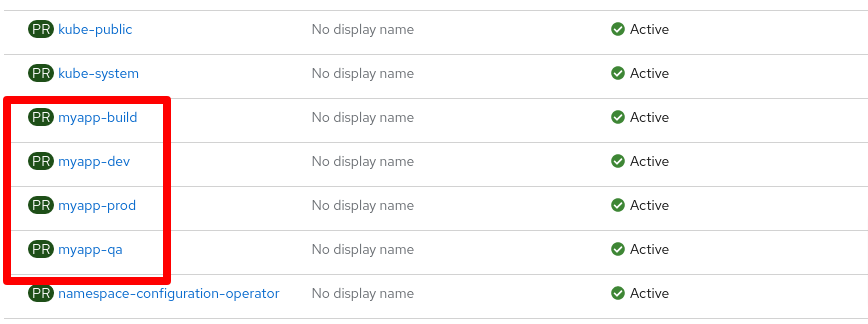 PR kube-public No display name Active
PR kube-system No display name Active
PR myapp-build No display name Active
PR myapp-dev No display name Active
PR myapp-prod No display name Active
PR myapp-qa No display name Active
PR namespace-configuration-operator No display name Active